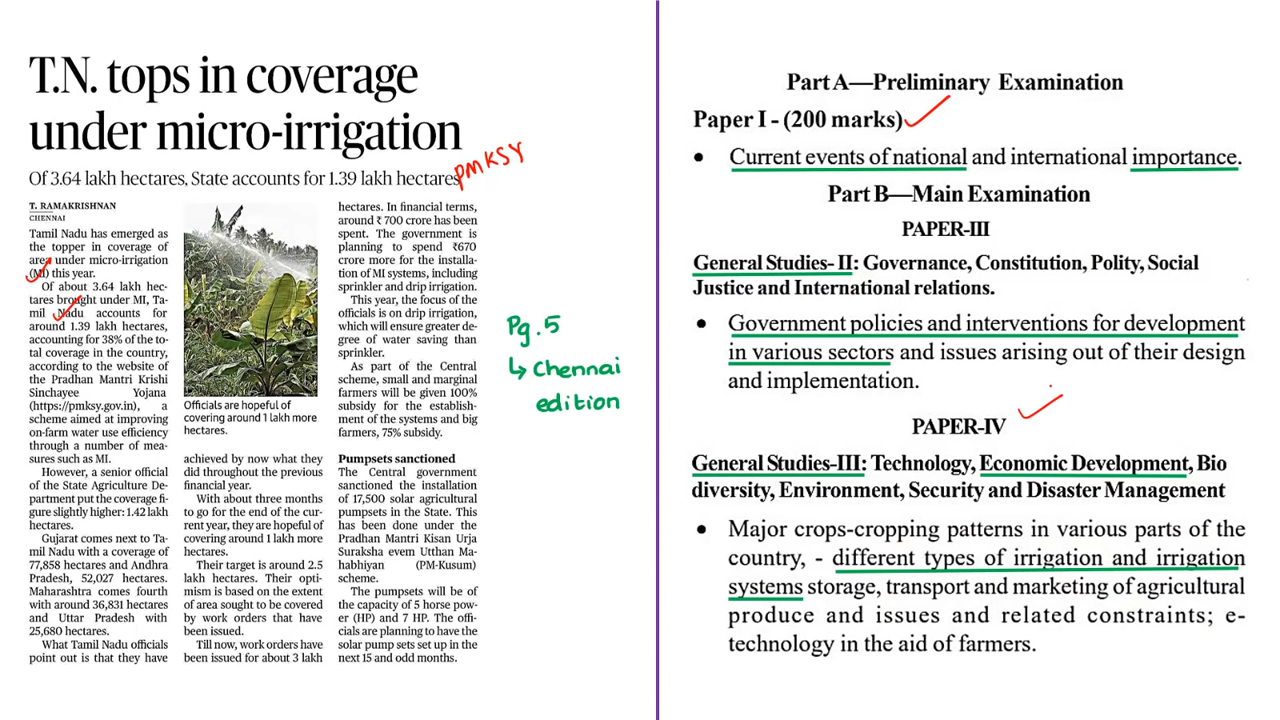 T.N. tops in coverage
under micro-irrigation
Of 3.64 lakh hectares, State accounts for 1.39 lakh hectares
PMKSY
T. RAMAKRISHNAN
CHENNAI
Tamil Nadu has emerged as
the topper in coverage of
area under micro-irrigation
(MI) this year.
Of about 3.64 lakh hec-
tares brought under MI, Ta-
mil Nadu accounts for
around 1.39 lakh hectares,
accounting for 38% of the to-
tal coverage in the country,
according to the website of
the Pradhan Mantri Krishi
Sinchayee Yojana
(https://pmksy.gov.in), a
scheme aimed at improving
on-farm water use efficiency
through a number of mea-
sures such as MI.
However, a senior official
of the State Agriculture De-
partment put the coverage fi-
gure slightly higher: 1.42 lakh
hectares.
Gujarat comes next to Ta-
mil Nadu with a coverage of
77,858 hectares and Andhra
Pradesh, 52,027 hectares.
Maharashtra comes fourth
with around 36,831 hectares
and Uttar Pradesh with
25,680 hectares.
What Tamil Nadu officials
point out is that they have
Officials are hopeful of
covering around 1 lakh more
hectares.
achieved by now what they
did throughout the previous
financial year.
With about three months
to go for the end of the cur-
rent year, they are hopeful of
covering around 1 lakh more
hectares.
Their target is around 2.5
lakh hectares. Their opti-
mism is based on the extent
of area sought to be covered
by work orders that have
been issued.
Till now, work orders have
been issued for about 3 lakh
hectares. In financial terms,
around ₹ 700 crore has been
spent. The government is
planning to spend ₹670
crore more for the installa-
tion of MI systems, including
sprinkler and drip irrigation.
This year, the focus of the
officials is on drip irrigation,
which will ensure greater de-
gree of water saving than
sprinkler.
As part of the Central
scheme, small and marginal
farmers will be given 100%
subsidy for the establish-
ment of the systems and big
farmers, 75% subsidy.
Pumpsets sanctioned
The Central government
sanctioned the installation
of 17,500 solar agricultural
pumpsets in the State. This
has been done under the
Pradhan Mantri Kisan Urja
Suraksha evem Utthan Ma-
habhiyan (PM-Kusum)
scheme.
The pumpsets will be of
the capacity of 5 horse pow-
er (HP) and 7 HP. The offi-
cials are planning to have the
solar pump sets set up in the
next 15 and odd months.
Pg.5
↳ Chennai
edition
Part A—Preliminary Examination
Paper I - (200 marks)
• Current events of national and international importance.
Part B—Main Examination
PAPER-III
General Studies- II: Governance, Constitution, Polity, Social
Justice and International relations.
• Government policies and interventions for development
in various sectors and issues arising out of their design
and implementation.
PAPER-IV
General Studies-III: Technology, Economic Development, Bio
diversity, Environment, Security and Disaster Management
• Major crops-cropping patterns in various parts of the
country, - different types of irrigation and irrigation
systems storage, transport and marketing of agricultural
produce and issues and related constraints; e-
technology in the aid of farmers.